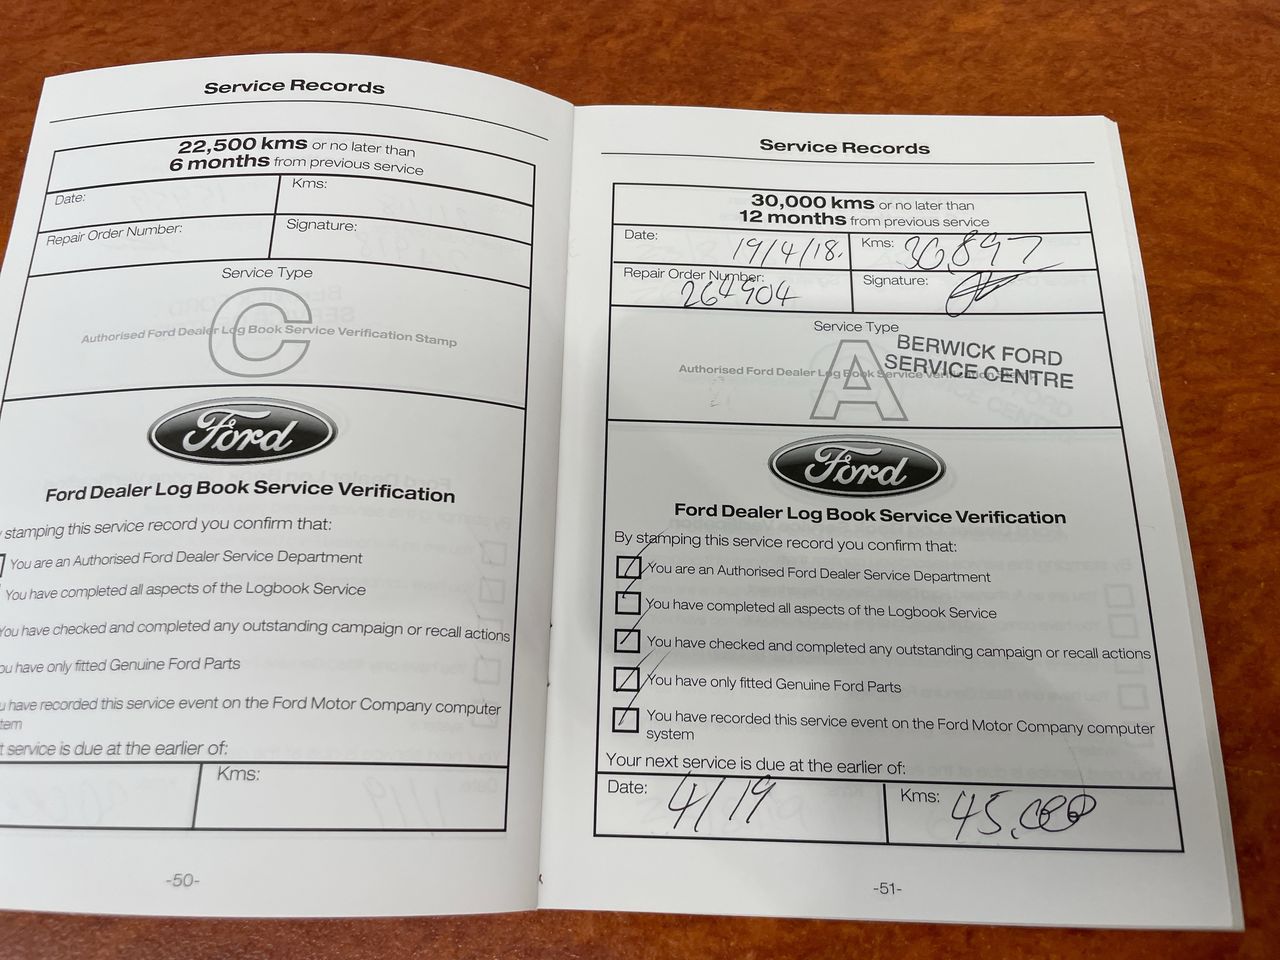 Service Records
22,500 kms or no later than
6 months from previous service
Date:
Kms:
Repair Order Number:
Signature:
Service Type
C
Authorised Ford Dealer Log Book Service Verification Stamp
Ford
Ford Dealer Log Book Service Verification
stamping this service record you confirm that:
You are an Authorised Ford Dealer Service Department
You have completed all aspects of the Logbook Service
You have checked and completed any outstanding campaign or recall actions
ou have only fitted Genuine Ford Parts
u have recorded this service event on the Ford Motor Company computer
tem
t service is due at the earlier of:
Kms:
-50-
Service Records
30,000 kms or no later than
12 months from previous service
Date: 19/4/18.
Kms: 30,897
Repair Order Number:
264904
Signature:
Service Type
A
BERWICK FORD
SERVICE CENTRE
Authorised Ford Dealer Log Book Service Verification
Ford
Ford Dealer Log Book Service Verification
By stamping this service record you confirm that:
You are an Authorised Ford Dealer Service Department
You have completed all aspects of the Logbook Service
You have checked and completed any outstanding campaign or recall actions
You have only fitted Genuine Ford Parts
You have recorded this service event on the Ford Motor Company computer
system
Your next service is due at the earlier of:
Date: 4/19
Kms: 45,000
-51-